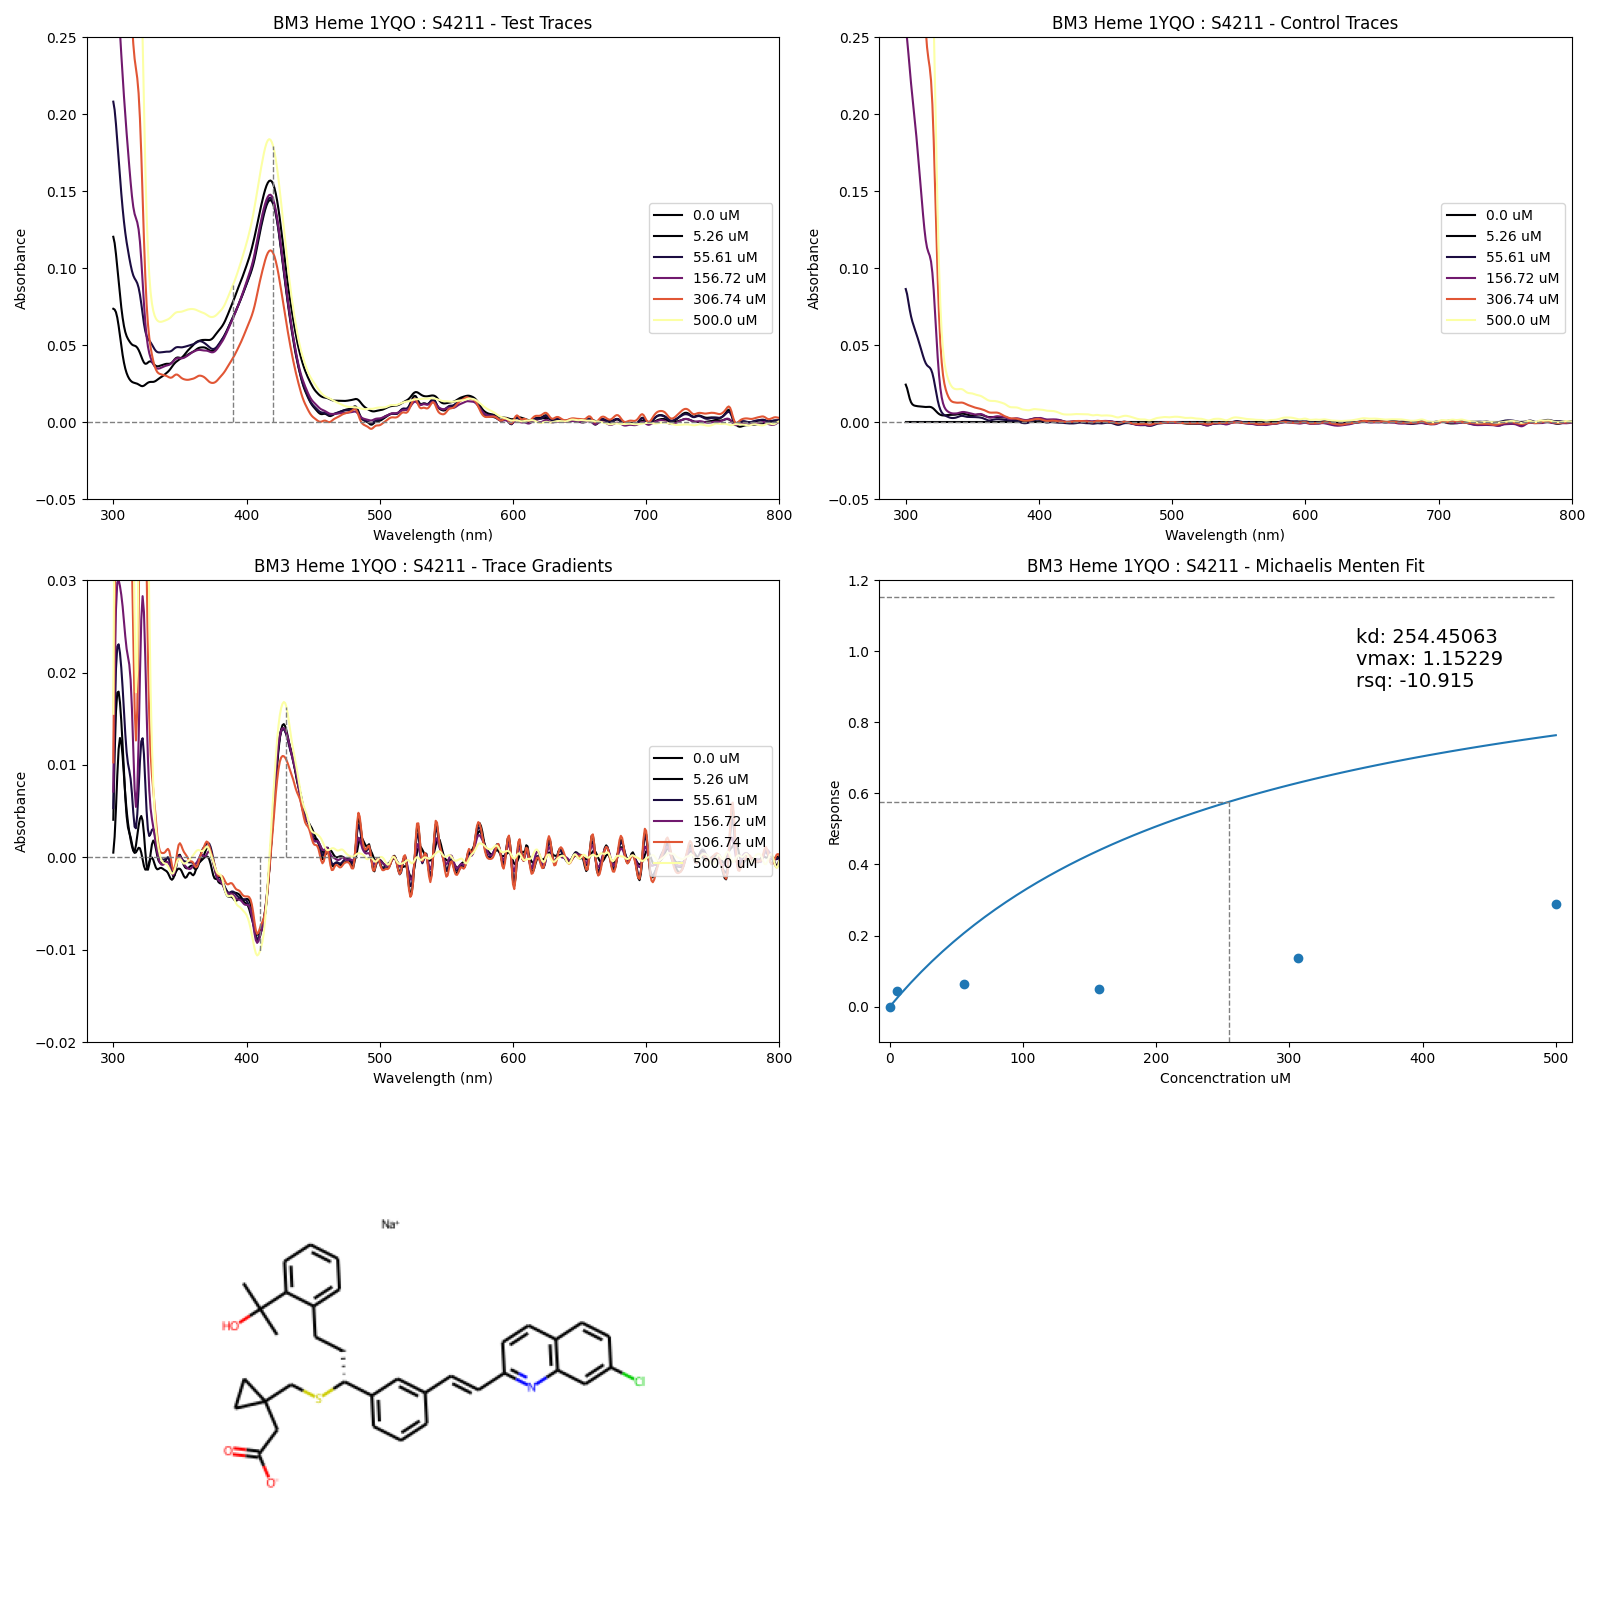 BM3 Heme 1YQO : S4211 - Test Traces
0.25
0.20
0.15
0.10
0.05
0.00
−0.05
Absorbance
0.0 uM
5.26 uM
55.61 uM
156.72 uM
306.74 uM
500.0 uM
300 400 500 600 700 800
Wavelength (nm)
BM3 Heme 1YQO : S4211 - Control Traces
0.25
0.20
0.15
0.10
0.05
0.00
−0.05
Absorbance
0.0 uM
5.26 uM
55.61 uM
156.72 uM
306.74 uM
500.0 uM
300 400 500 600 700 800
Wavelength (nm)
BM3 Heme 1YQO : S4211 - Trace Gradients
0.03
0.02
0.01
0.00
−0.01
−0.02
Absorbance
0.0 uM
5.26 uM
55.61 uM
156.72 uM
306.74 uM
500.0 uM
300 400 500 600 700 800
Wavelength (nm)
BM3 Heme 1YQO : S4211 - Michaelis Menten Fit
1.2
1.0
0.8
0.6
0.4
0.2
0.0
Response
kd: 254.45063
vmax: 1.15229
rsq: -10.915
0 100 200 300 400 500
Concenctration uM
Na+
HO
S
N
Cl
O
O-